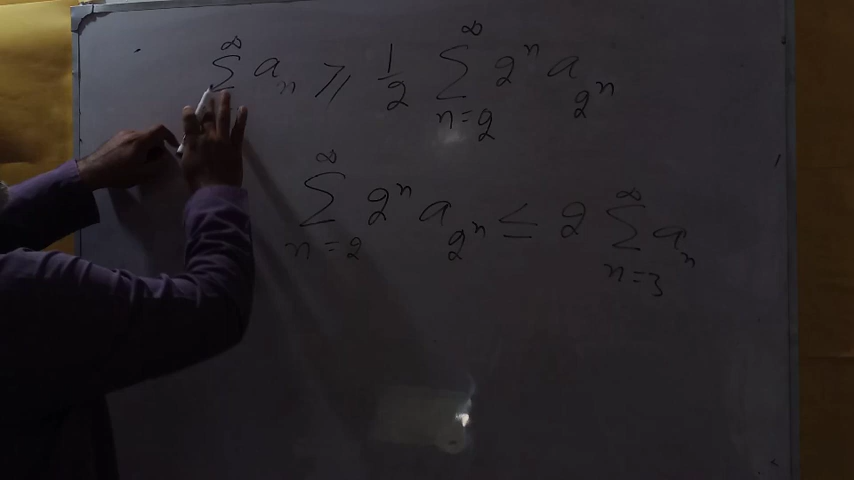 ∞ Σ a_n ⩾ 1/2 ∞ Σ n=2 2^n a_{2^n}
∞ Σ n=2 2^n a_{2^n} ≤ 2 ∞ Σ n=3 a_n